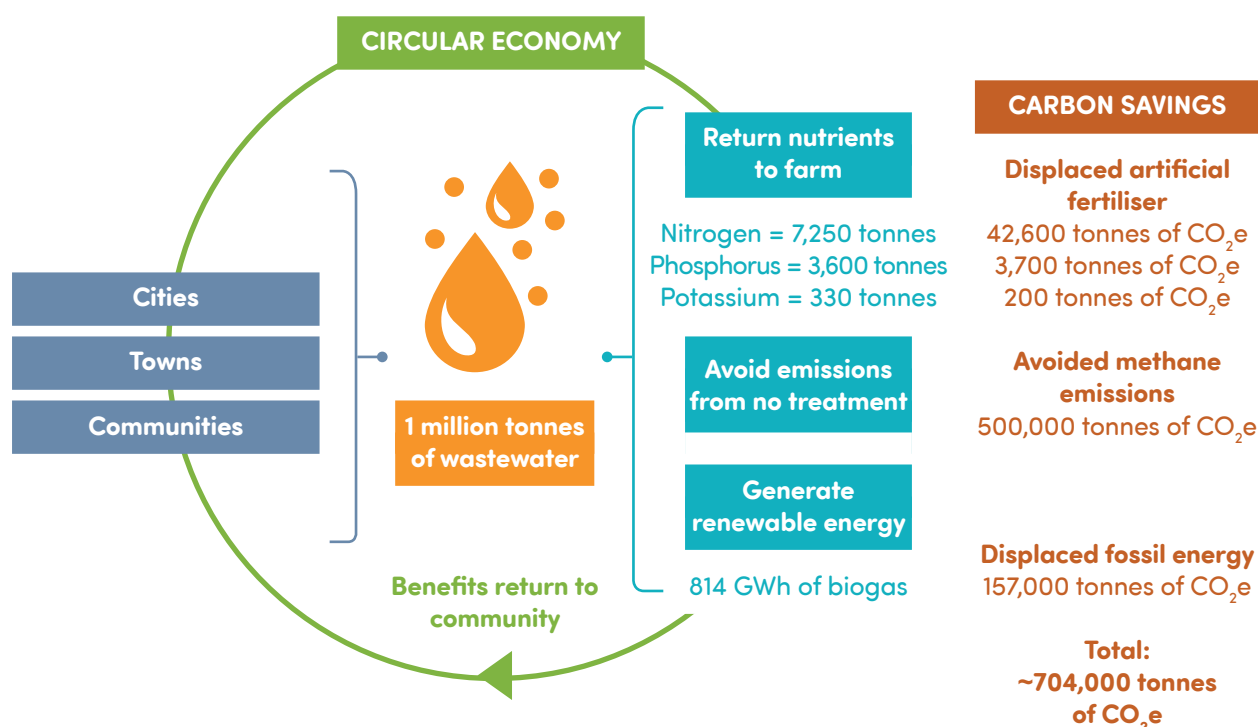 CIRCULAR ECONOMY
Cities
Towns
Communities
1 million tonnes
of wastewater
Benefits return to
community
Return nutrients
to farm
Nitrogen = 7,250 tonnes
Phosphorus = 3,600 tonnes
Potassium = 330 tonnes
Avoid emissions
from no treatment
Generate
renewable energy
814 GWh of biogas
CARBON SAVINGS
Displaced artificial
fertiliser
42,600 tonnes of CO₂e
3,700 tonnes of CO₂e
200 tonnes of CO₂e
Avoided methane
emissions
500,000 tonnes of CO₂e
Displaced fossil energy
157,000 tonnes of CO₂e
Total:
~704,000 tonnes
of CO₂e